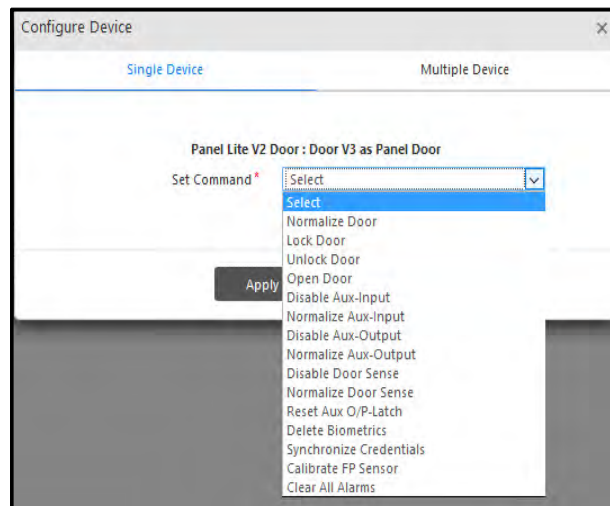 Configure Device ×
Single Device Multiple Device
Panel Lite V2 Door : Door V3 as Panel Door
Set Command * Select
Select
Normalize Door
Lock Door
Unlock Door
Open Door
Apply
Disable Aux-Input
Normalize Aux-Input
Disable Aux-Output
Normalize Aux-Output
Disable Door Sense
Normalize Door Sense
Reset Aux O/P-Latch
Delete Biometrics
Synchronize Credentials
Calibrate FP Sensor
Clear All Alarms